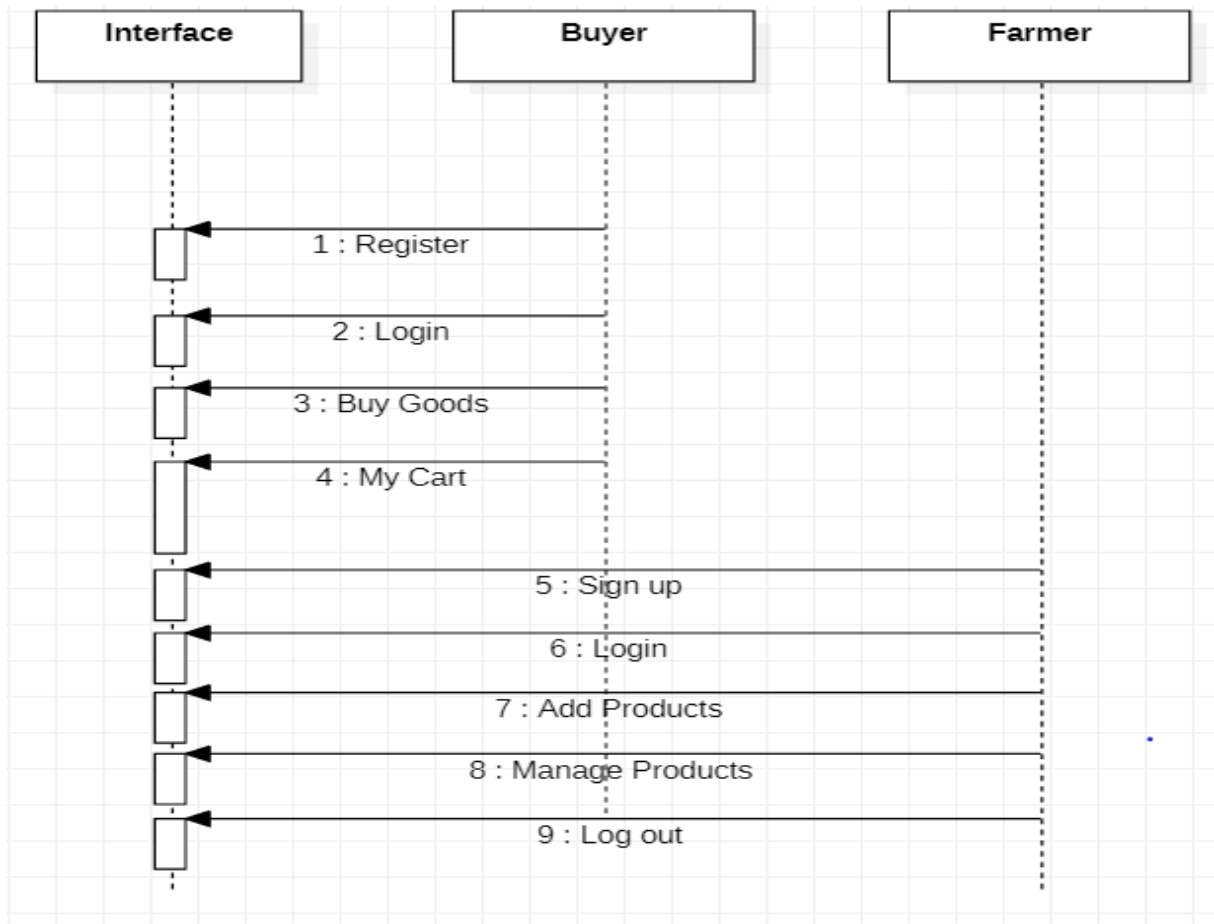 Interface
Buyer
Farmer
1 : Register
2 : Login
3 : Buy Goods
4 : My Cart
5 : Sign up
6 : Login
7 : Add Products
8 : Manage Products
9 : Log out